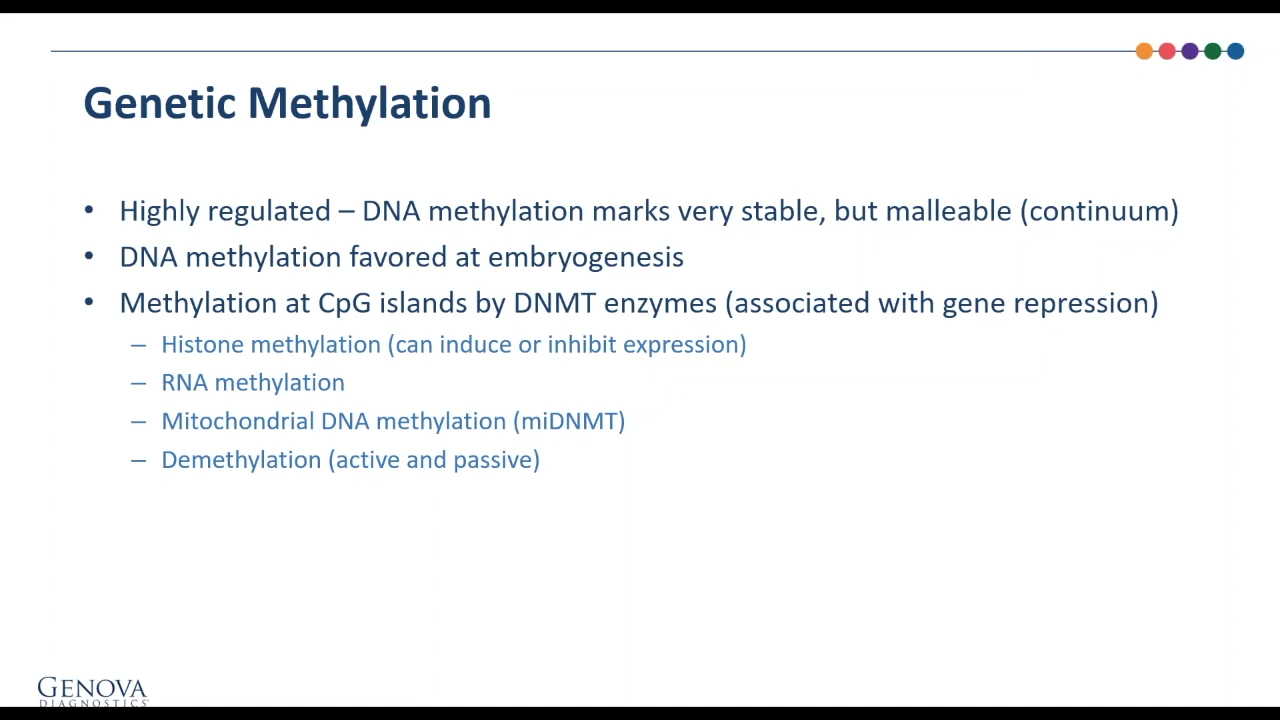 Genetic Methylation
• Highly regulated – DNA methylation marks very stable, but malleable (continuum)
• DNA methylation favored at embryogenesis
• Methylation at CpG islands by DNMT enzymes (associated with gene repression)
– Histone methylation (can induce or inhibit expression)
– RNA methylation
– Mitochondrial DNA methylation (miDNMT)
– Demethylation (active and passive)
GENOVA
DIAGNOSTICS